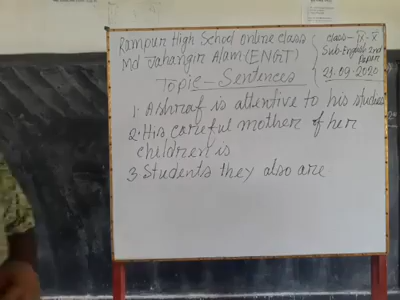 Rampur High School online class
Md Jahangir Alam (ENGT)
Class- IX-X
Sub-English 2nd
Paper
21.09.2020
Topic-Sentences
1. Ashraf is attentive to his studies
2. His careful mother of her
children is
3. Students they also are